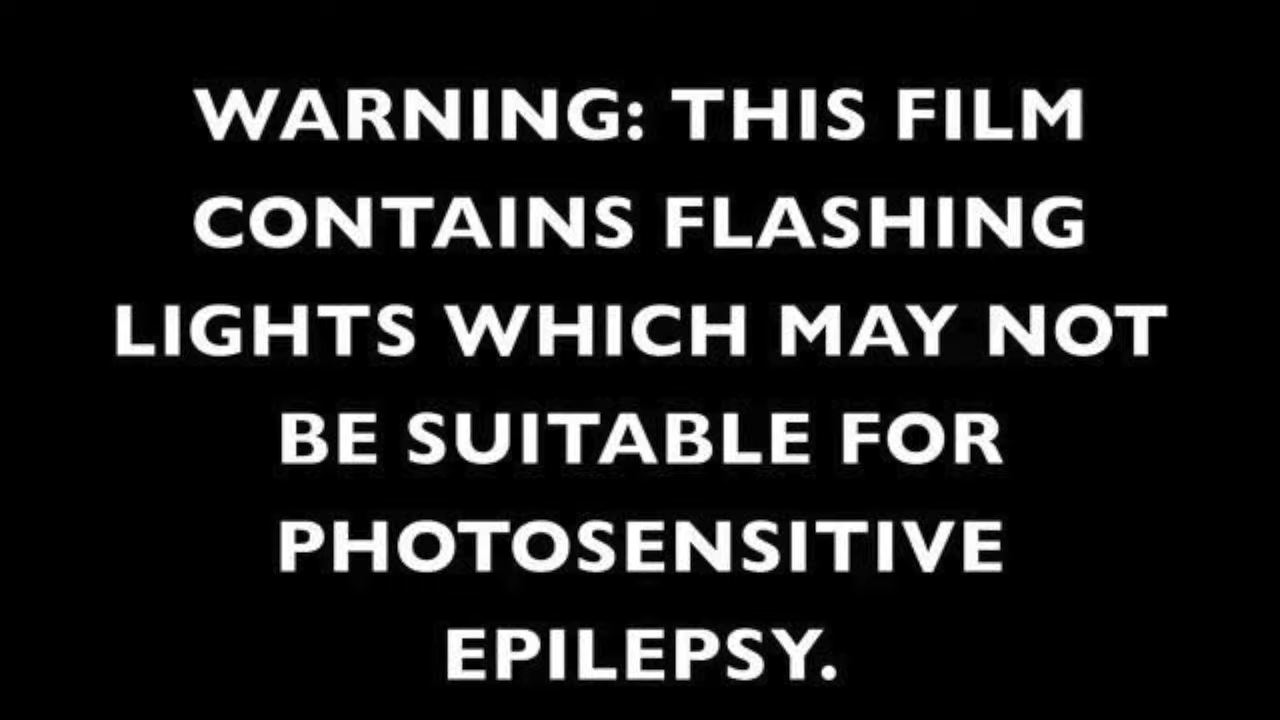 WARNING: THIS FILM
CONTAINS FLASHING
LIGHTS WHICH MAY NOT
BE SUITABLE FOR
PHOTOSENSITIVE
EPILEPSY.